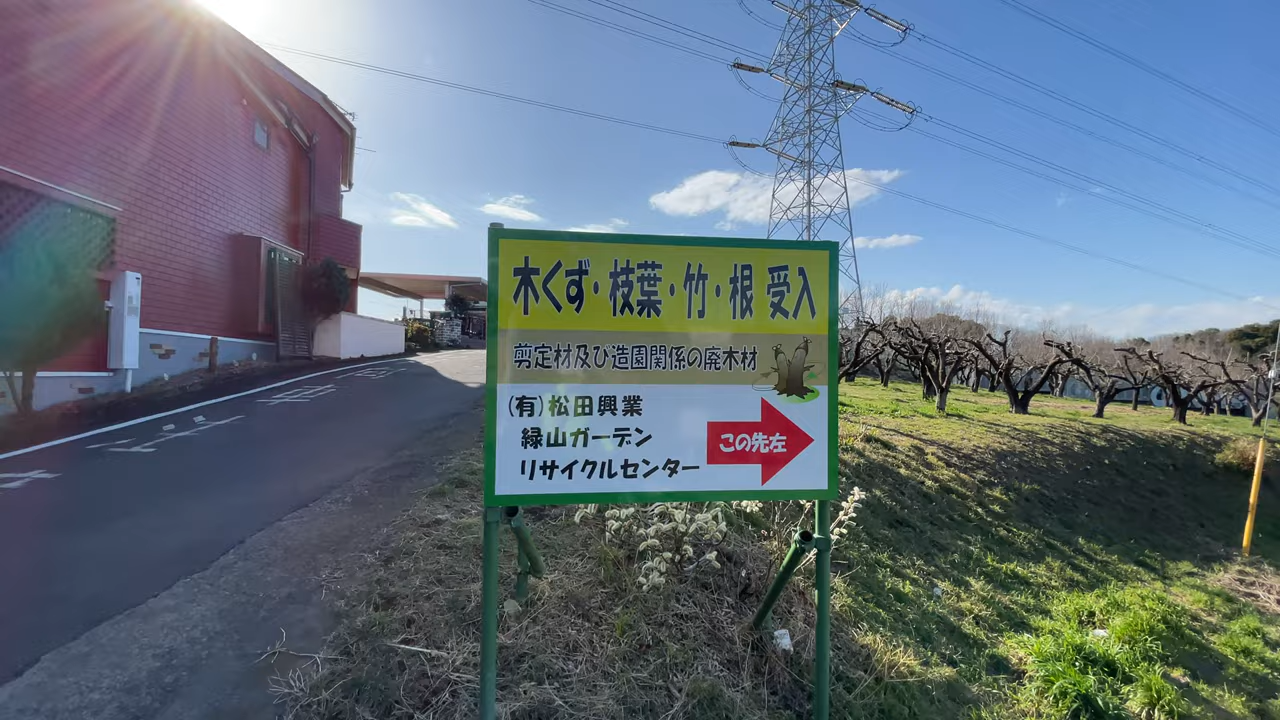 木くず・枝葉・竹・根 受入
剪定材及び造園関係の廃木材
(有)松田興業
緑山ガーデン
リサイクルセンター
この先左